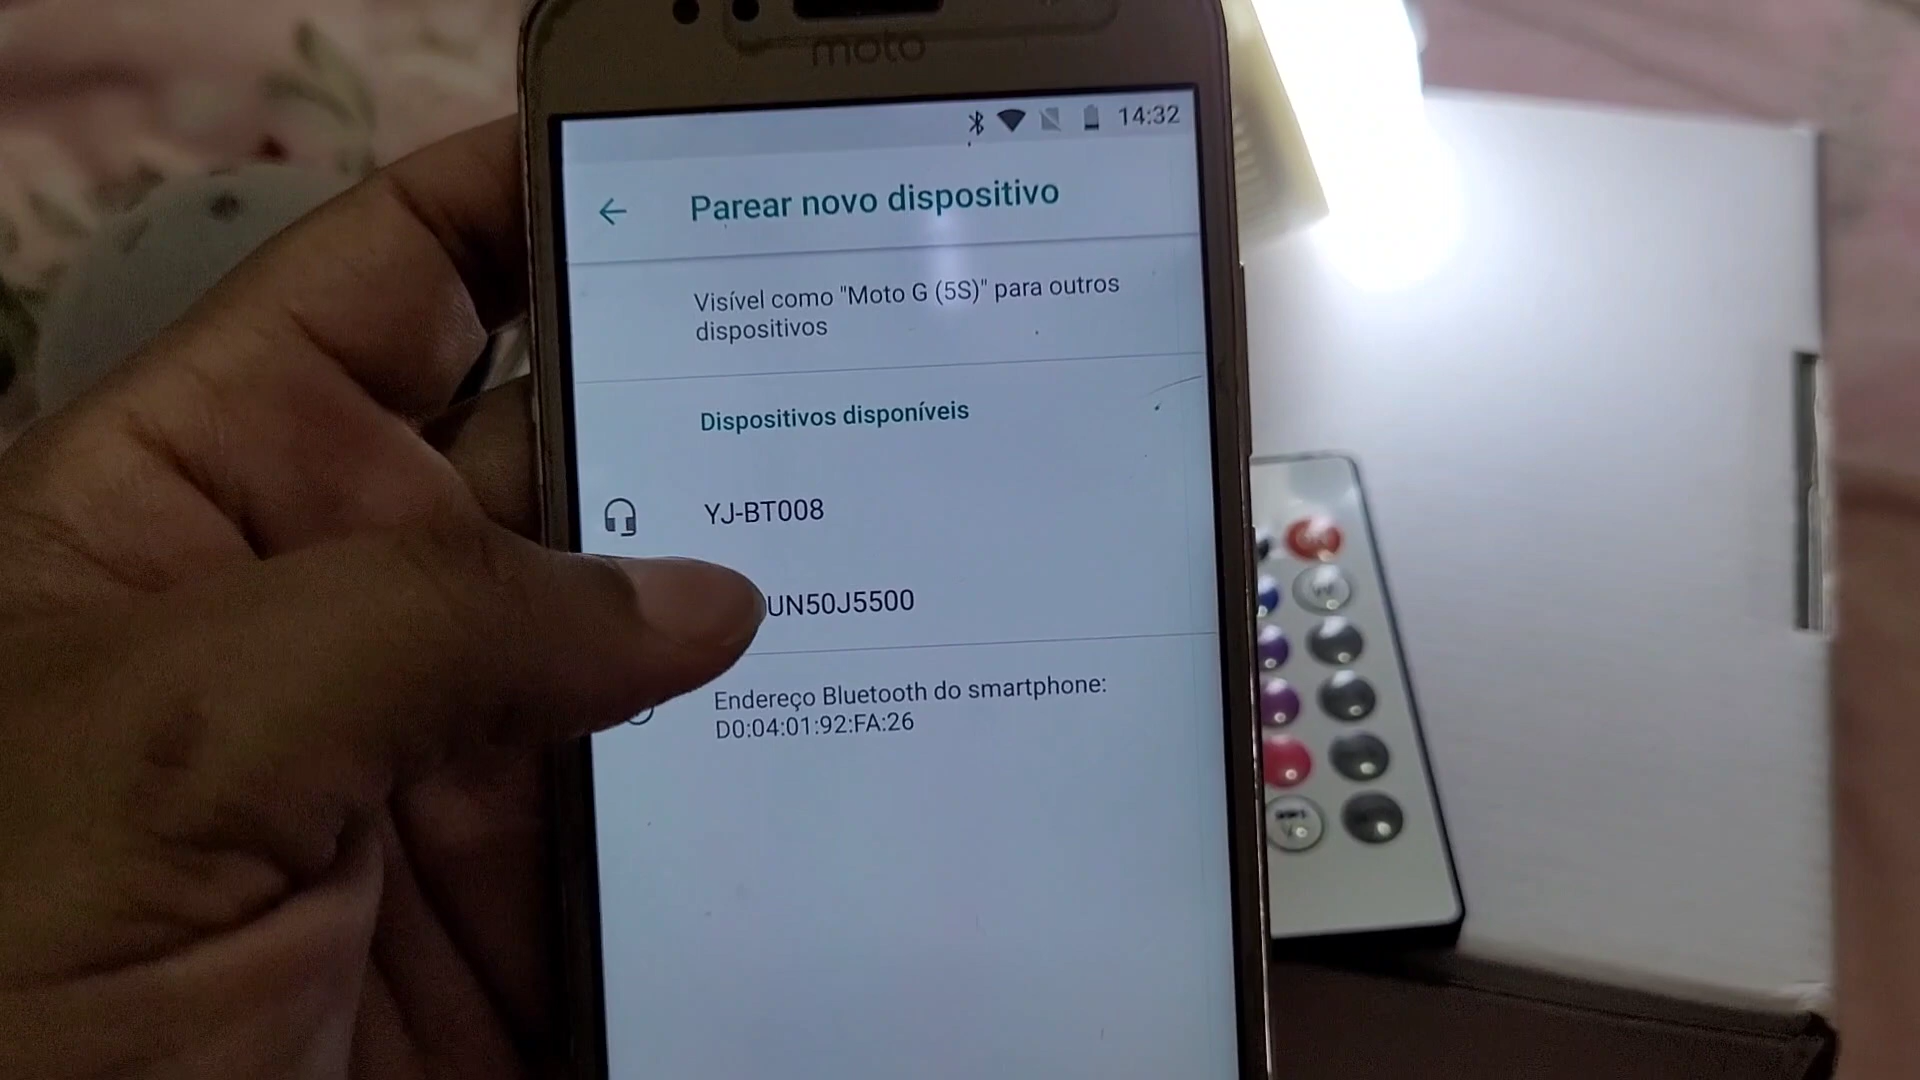 moto
14:32
Parear novo dispositivo
Visível como "Moto G (5S)" para outros
dispositivos
Dispositivos disponíveis
YJ-BT008
UN50J5500
Endereço Bluetooth do smartphone:
D0:04:01:92:FA:26